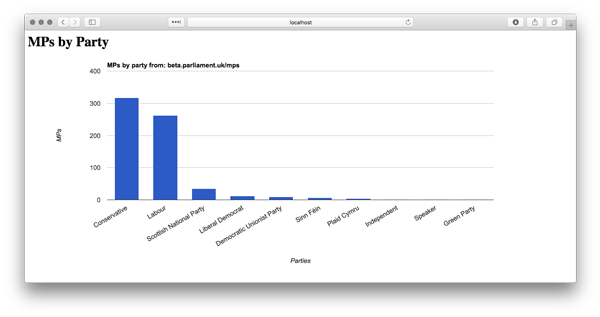 localhost
MPs by Party
MPs by party from: beta.parliament.uk/mps
400
300
200
100
0
MPs
Conservative
Labour
Scottish National Party
Liberal Democrat
Democratic Unionist Party
Sinn Féin
Plaid Cymru
Independent
Speaker
Green Party
Parties